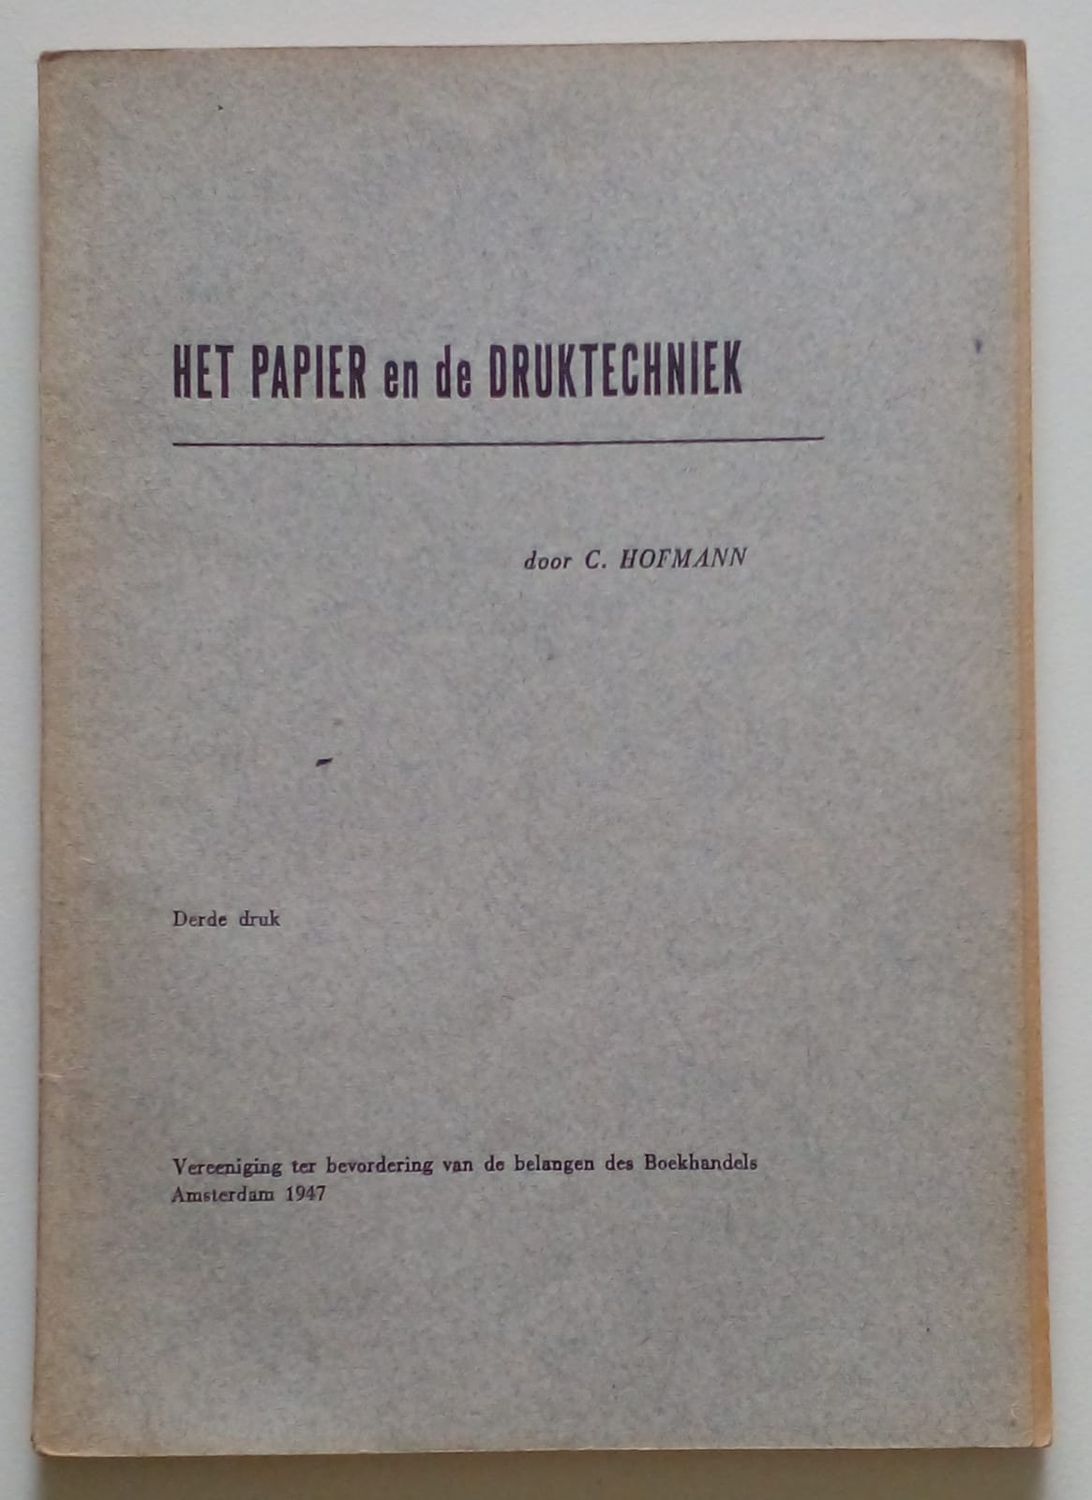 HET PAPIER en de DRUKTECHNIEK
door C. HOFMANN
Derde druk
Vereeniging ter bevordering van de belangen des Boekhandels
Amsterdam 1947